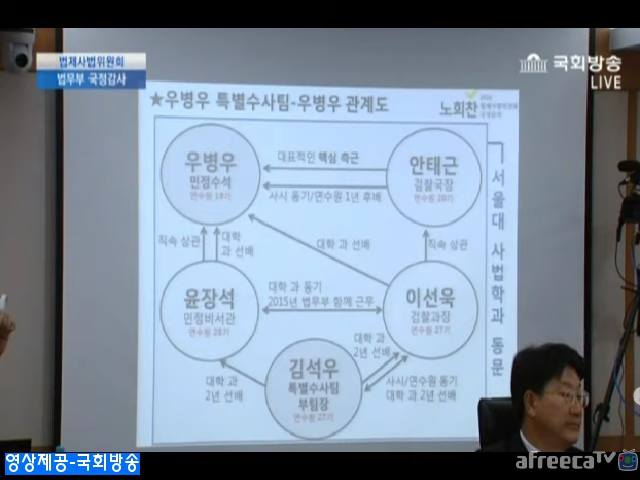 법제사법위원회
법무부 국정감사
국회방송
LIVE
★우병우 특별수사팀-우병우 관계도
노회찬
우병우
민정수석
연수원 19기
대표적인 핵심 측근
사시 동기/연수원 1년 후배
안태근
검찰국장
연수원 20기
서울대 사법학과 동문
직속 상관
대학
과 선배
대학 과 선배
직속 상관
윤장석
민정비서관
연수원 25기
대학 과 동기
2015년 법무부 함께 근무
이선욱
검찰과장
연수원 27기
대학 과
2년 선배
대학 과
2년 선배
김석우
특별수사팀
부팀장
연수원 27기
사시/연수원 동기
대학 과 2년 선배
영상제공-국회방송
afreecaTV